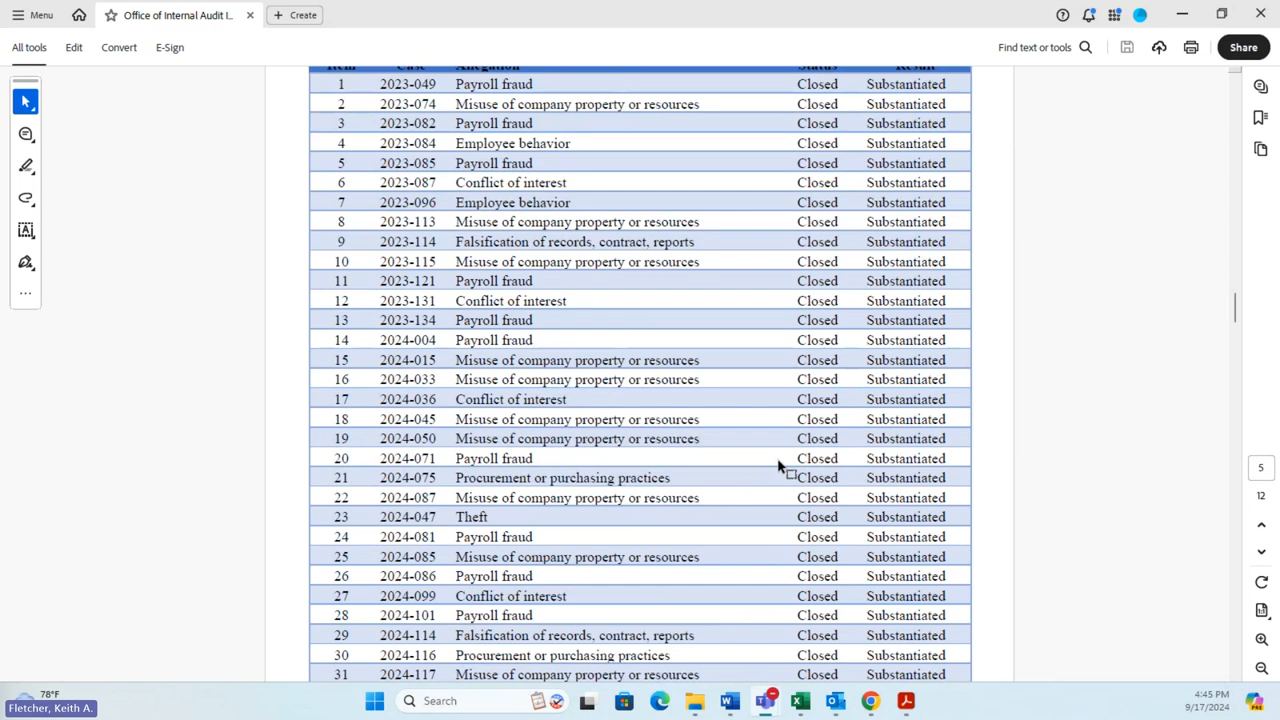 Menu
Office of Internal Audit I...
Create
All tools Edit Convert E-Sign
Find text or tools
Share
Item Case Allegation Status Result
1 2023-049 Payroll fraud Closed Substantiated
2 2023-074 Misuse of company property or resources Closed Substantiated
3 2023-082 Payroll fraud Closed Substantiated
4 2023-084 Employee behavior Closed Substantiated
5 2023-085 Payroll fraud Closed Substantiated
6 2023-087 Conflict of interest Closed Substantiated
7 2023-096 Employee behavior Closed Substantiated
8 2023-113 Misuse of company property or resources Closed Substantiated
9 2023-114 Falsification of records, contract, reports Closed Substantiated
10 2023-115 Misuse of company property or resources Closed Substantiated
11 2023-121 Payroll fraud Closed Substantiated
12 2023-131 Conflict of interest Closed Substantiated
13 2023-134 Payroll fraud Closed Substantiated
14 2024-004 Payroll fraud Closed Substantiated
15 2024-015 Misuse of company property or resources Closed Substantiated
16 2024-033 Misuse of company property or resources Closed Substantiated
17 2024-036 Conflict of interest Closed Substantiated
18 2024-045 Misuse of company property or resources Closed Substantiated
19 2024-050 Misuse of company property or resources Closed Substantiated
20 2024-071 Payroll fraud Closed Substantiated
21 2024-075 Procurement or purchasing practices Closed Substantiated
22 2024-087 Misuse of company property or resources Closed Substantiated
23 2024-047 Theft Closed Substantiated
24 2024-081 Payroll fraud Closed Substantiated
25 2024-085 Misuse of company property or resources Closed Substantiated
26 2024-086 Payroll fraud Closed Substantiated
27 2024-099 Conflict of interest Closed Substantiated
28 2024-101 Payroll fraud Closed Substantiated
29 2024-114 Falsification of records, contract, reports Closed Substantiated
30 2024-116 Procurement or purchasing practices Closed Substantiated
31 2024-117 Misuse of company property or resources Closed Substantiated
5
12
78°F
Fletcher, Keith A.
Search
4:45 PM
9/17/2024